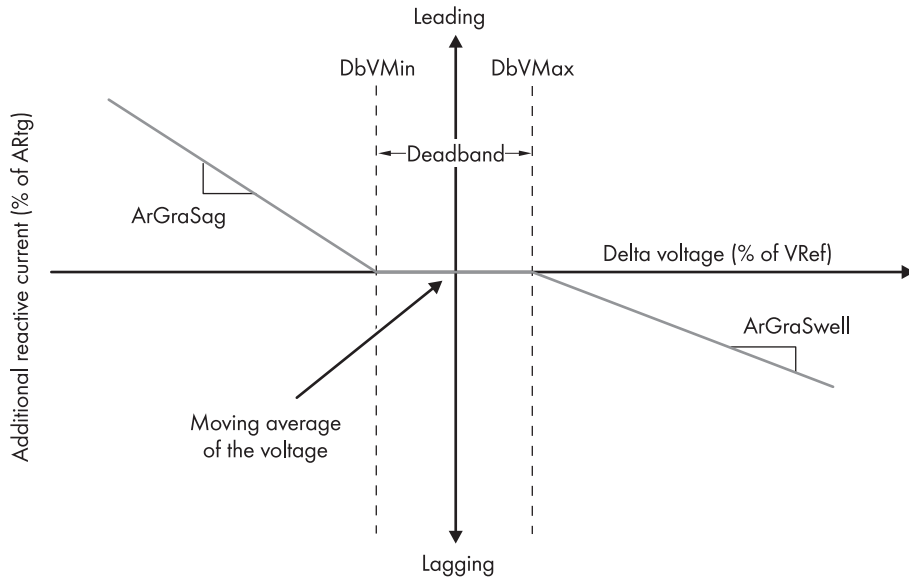 Leading
DbVMin
DbVMax
Deadband
ArGraSag
Additional reactive current (% of ARtg)
Delta voltage (% of VRef)
ArGraSwell
Moving average
of the voltage
Lagging